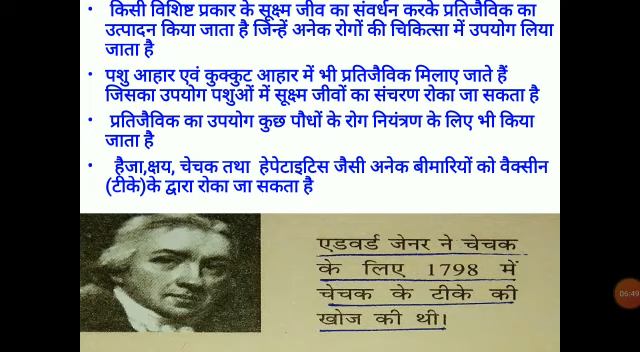 • किसी विशिष्ट प्रकार के सूक्ष्म जीव का संवर्धन करके प्रतिजैविक का
उत्पादन किया जाता है जिन्हें अनेक रोगों की चिकित्सा में उपयोग लिया
जाता है
• पशु आहार एवं कुक्कुट आहार में भी प्रतिजैविक मिलाए जाते हैं
जिसका उपयोग पशुओं में सूक्ष्म जीवों का संचरण रोका जा सकता है
• प्रतिजैविक का उपयोग कुछ पौधों के रोग नियंत्रण के लिए भी किया
जाता है
• हैजा,क्षय, चेचक तथा हेपेटाइटिस जैसी अनेक बीमारियों को वैक्सीन
(टीके)के द्वारा रोका जा सकता है
एडवर्ड जेनर ने चेचक
के लिए 1798 में
चेचक के टीके की
खोज की थी।
06:49